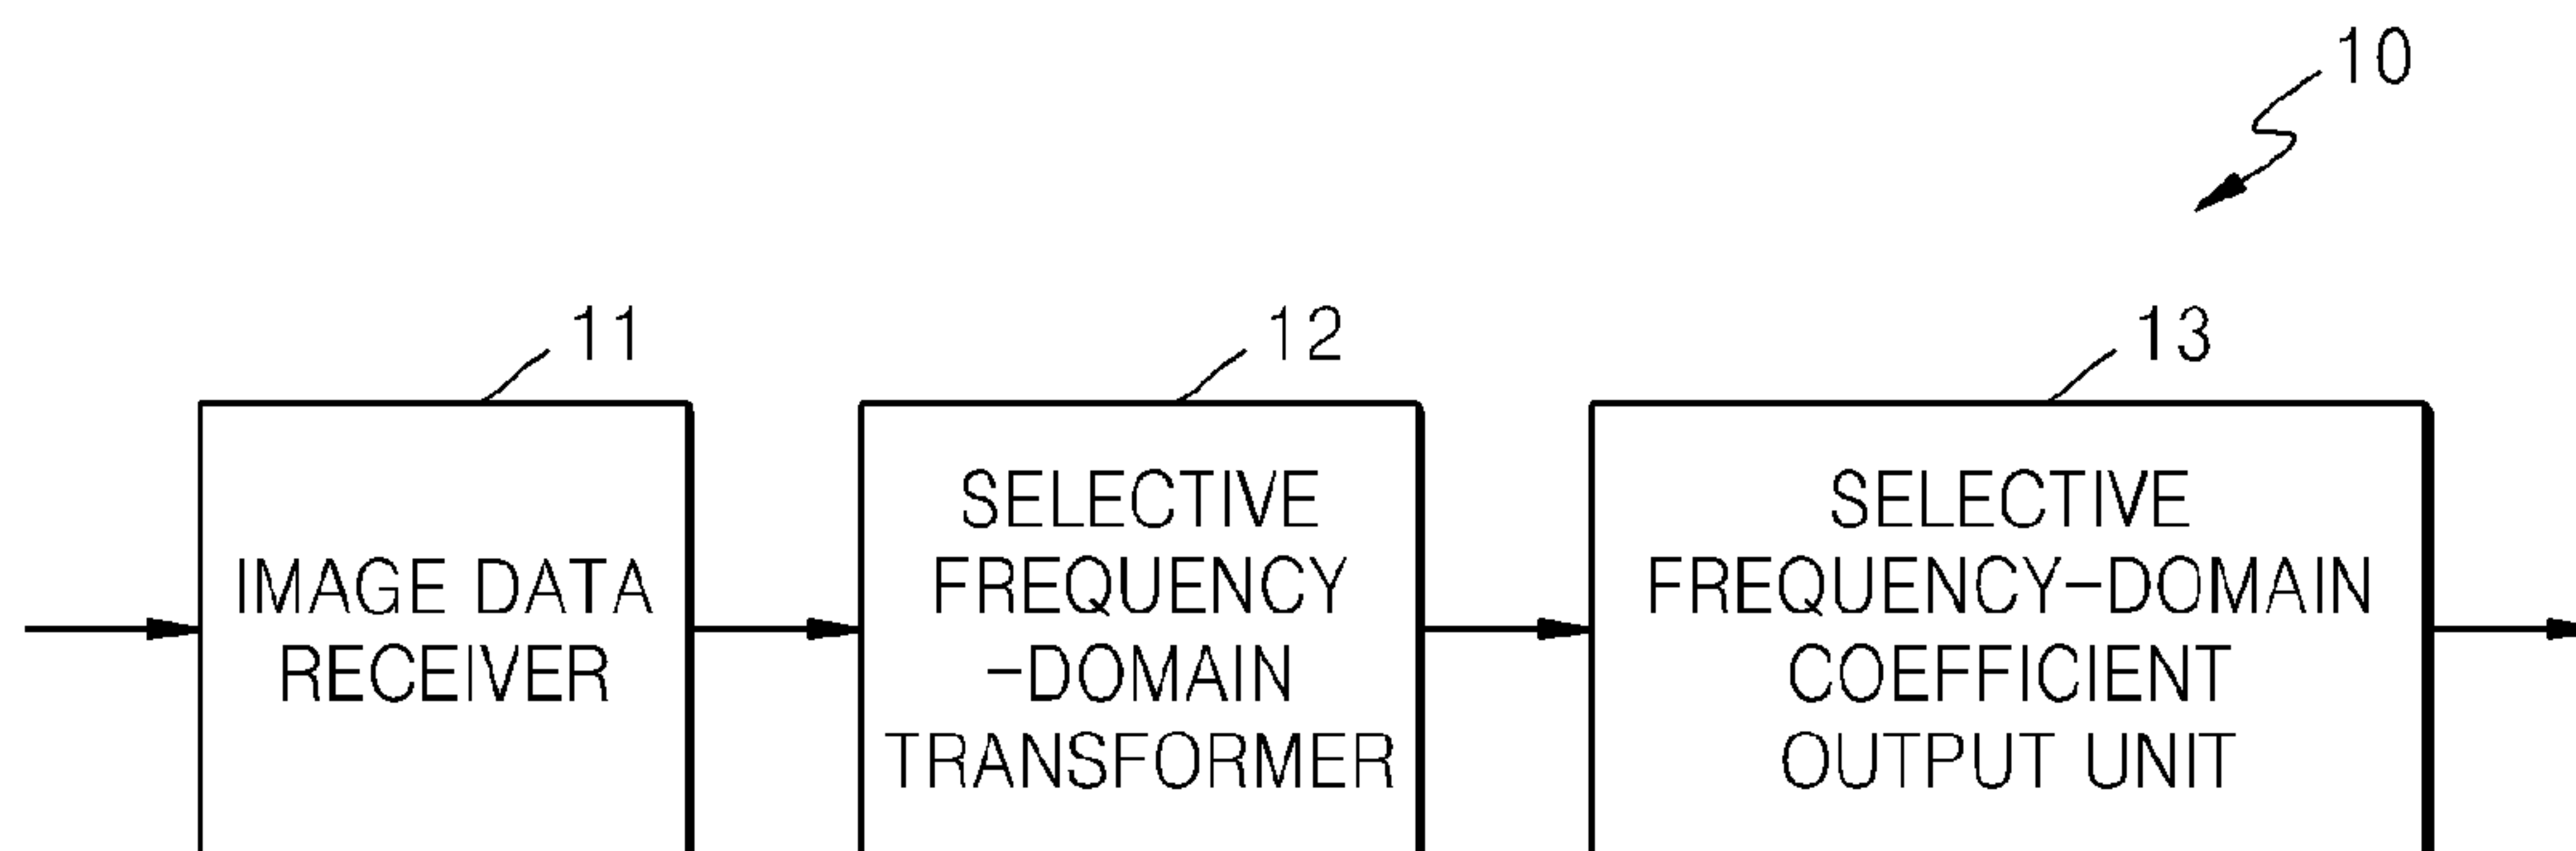 10
11
12
13
IMAGE DATA
RECEIVER
SELECTIVE
FREQUENCY
-DOMAIN
TRANSFORMER
SELECTIVE
FREQUENCY-DOMAIN
COEFFICIENT
OUTPUT UNIT